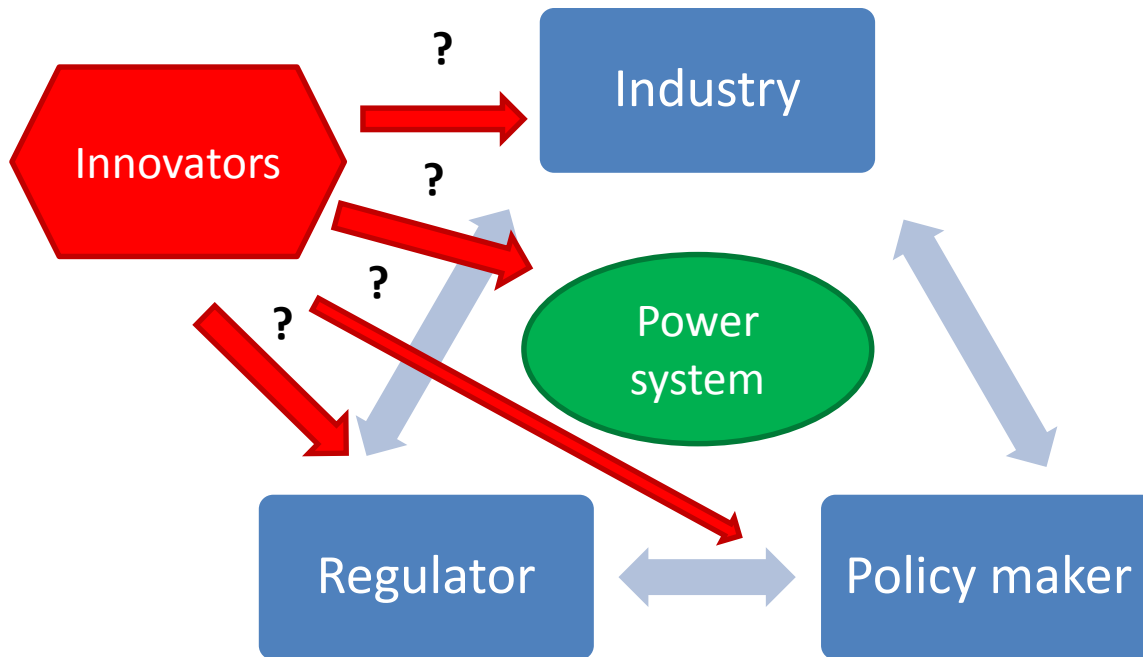 ?
Industry
Innovators
?
?
?
Power
system
Regulator
Policy maker